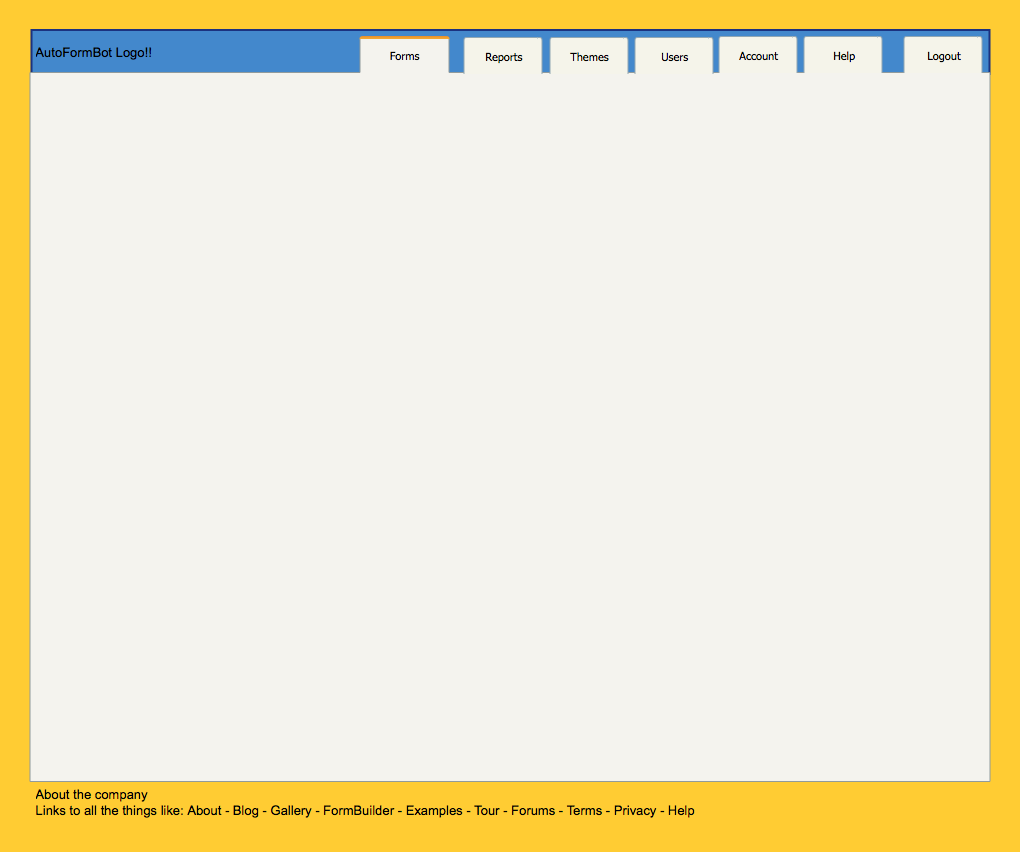 AutoFormBot Logo!! Forms Reports Themes Users Account Help Logout
About the company
Links to all the things like: About - Blog - Gallery - FormBuilder - Examples - Tour - Forums - Terms - Privacy - Help